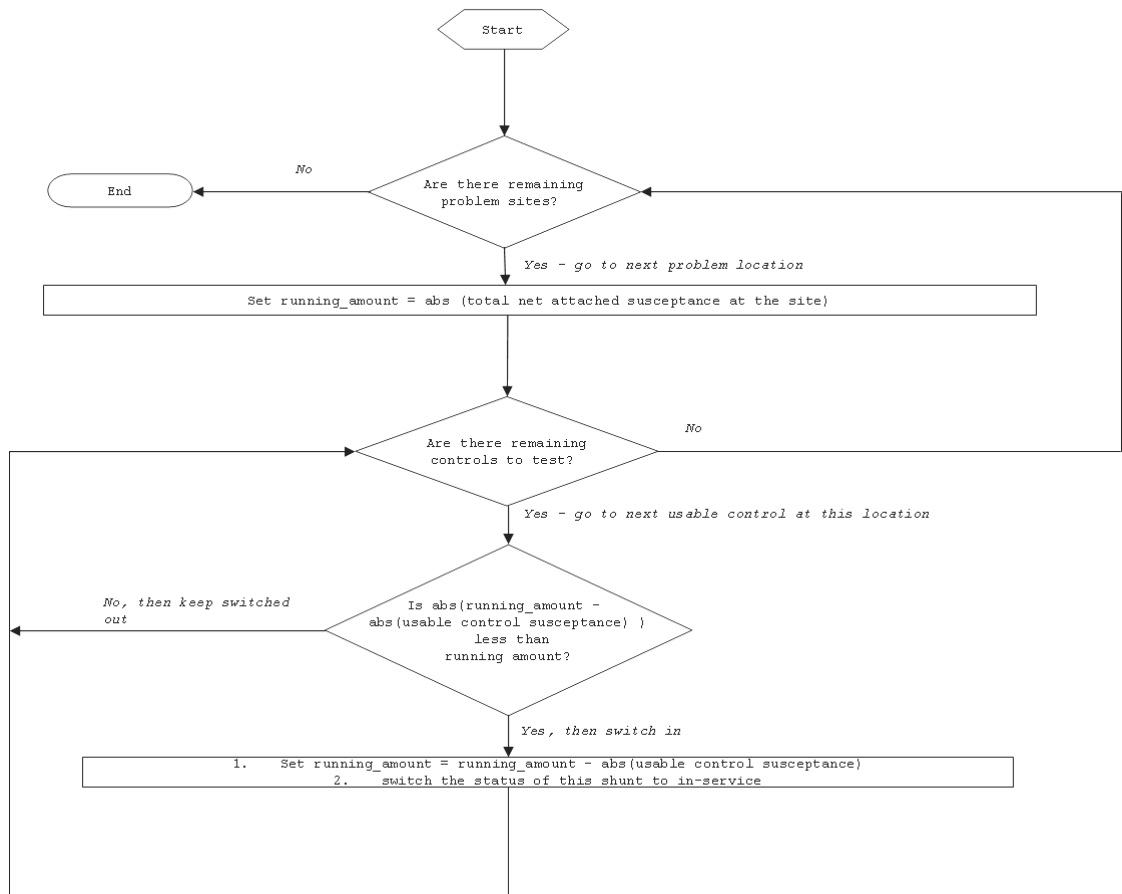 Start
No
Are there remaining
problem sites?
End
Yes – go to next problem location
Set running_amount = abs (total net attached susceptance at the site)
Are there remaining
controls to test?
No
Yes – go to next usable control at this location
No, then keep switched
out
Is abs(running_amount –
abs(usable control susceptance) )
less than
running amount?
Yes, then switch in
1. Set running_amount = running_amount - abs(usable control susceptance)
2. switch the status of this shunt to in-service